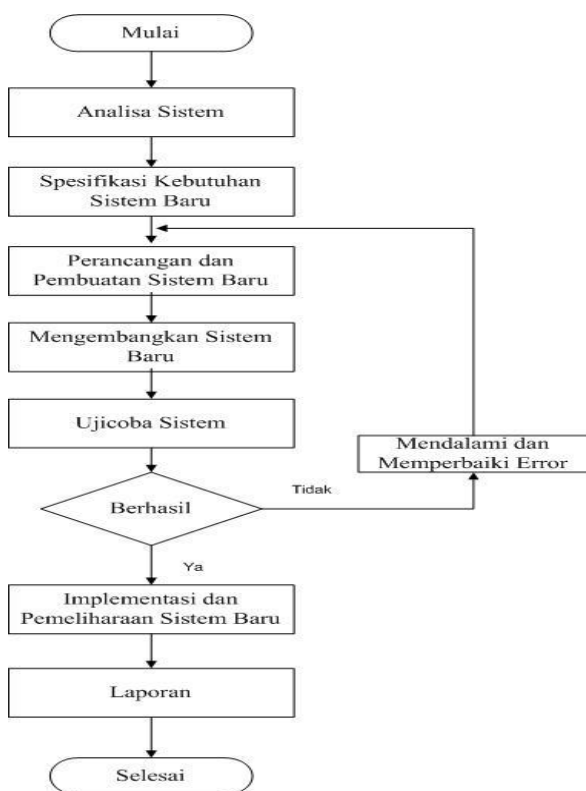 Mulai
Analisa Sistem
Spesifikasi Kebutuhan
Sistem Baru
Perancangan dan
Pembuatan Sistem Baru
Mengembangkan Sistem
Baru
Ujicoba Sistem
Mendalami dan
Memperbaiki Error
Berhasil
Tidak
Ya
Implementasi dan
Pemeliharaan Sistem Baru
Laporan
Selesai